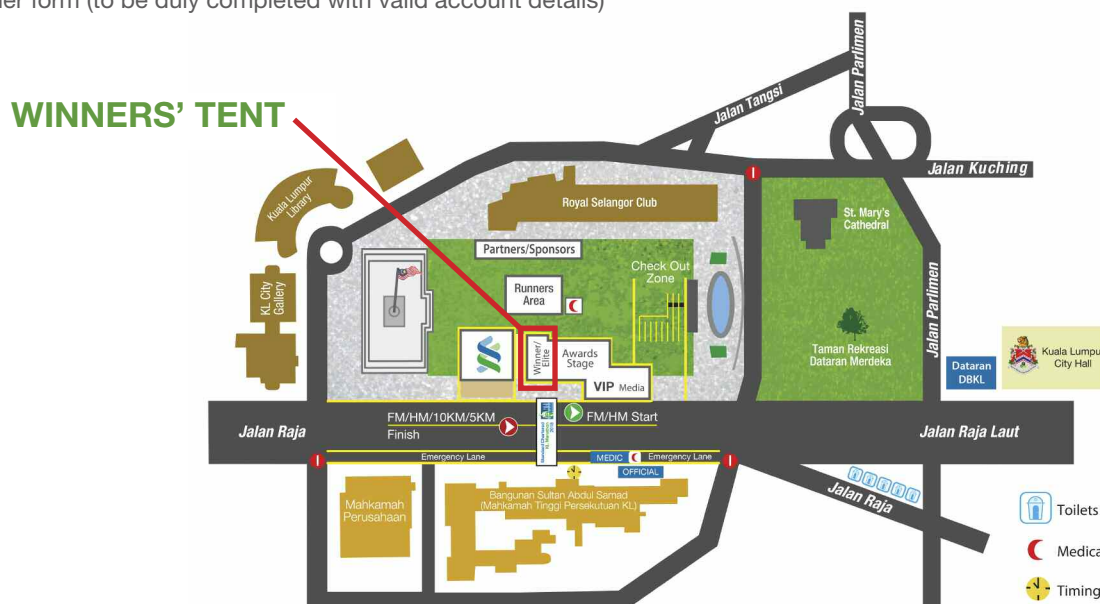 er form (to be duly completed with valid account details)
WINNERS' TENT
Jalan Tangsi
Jalan Parlimen
Jalan Kuching
Kuala Lumpur
Library
Royal Selangor Club
St. Mary's
Cathedral
Partners/Sponsors
Check Out
Zone
Runners
Area
KL City
Gallery
Winner/
Elite
Awards
Stage
VIP Media
Taman Rekreasi
Dataran Merdeka
Jalan Parlimen
Dataran
DBKL
Kuala Lumpu
City Hall
FM/HM/10KM/5KM
Finish
FM/HM Start
Jalan Raja
Jalan Raja Laut
Emergency Lane
MEDIC
Emergency Lane
OFFICIAL
Mahkamah
Perusahaan
Bangunan Sultan Abdul Samad
(Mahkamah Tinggi Persekutuan KL)
Jalan Raja
Toilets
Medica
Timing